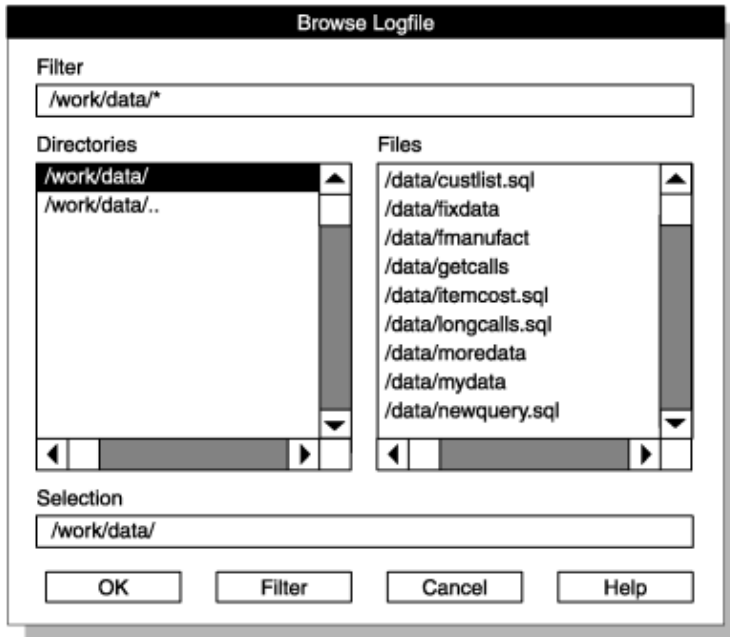 Browse Logfile
Filter
/work/data/*
Directories
/work/data/
/work/data/..
Files
/data/custlist.sql
/data/fixdata
/data/fmanufact
/data/getcalls
/data/itemcost.sql
/data/longcalls.sql
/data/moredata
/data/mydata
/data/newquery.sql
Selection
/work/data/
OK Filter Cancel Help